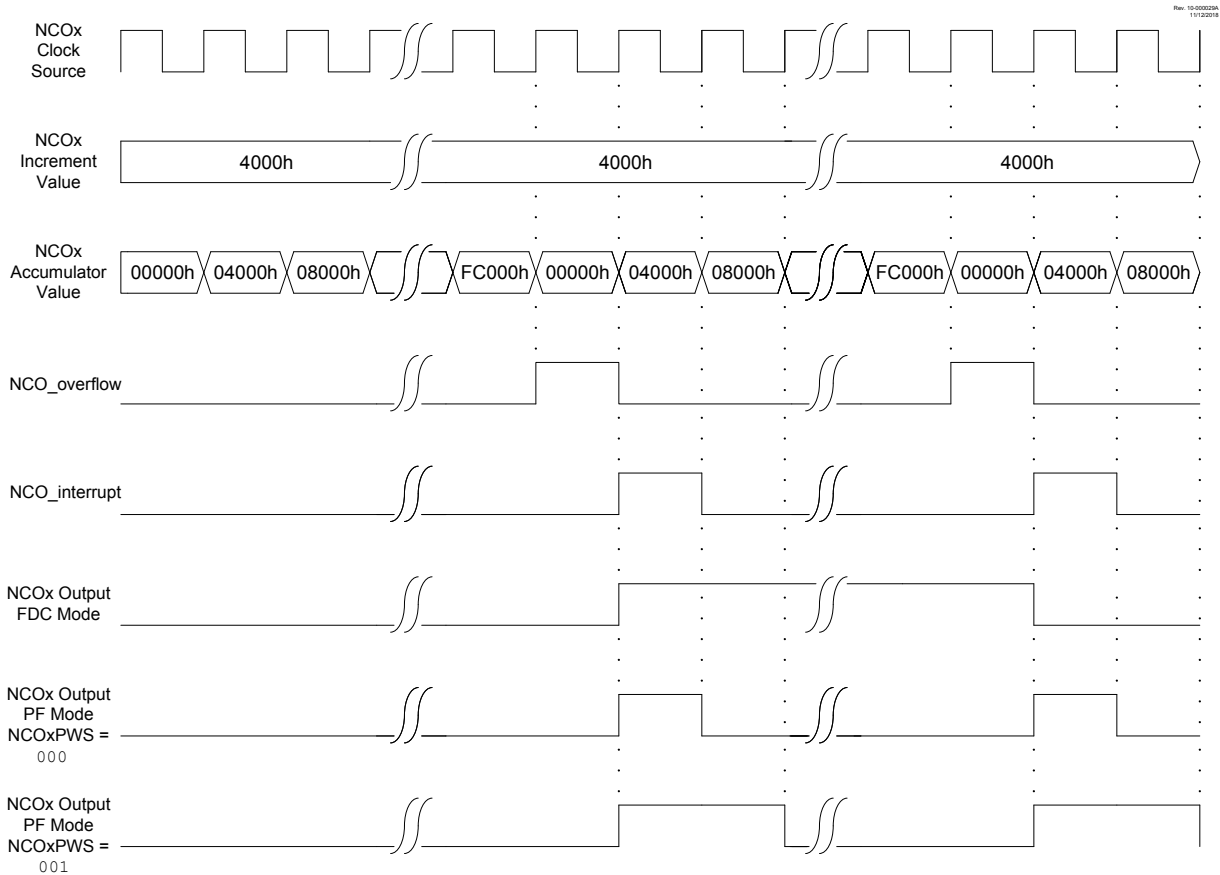 Rev. 10-000029A
11/12/2018
NCOx
Clock
Source
NCOx
Increment
Value
4000h
4000h
4000h
NCOx
Accumulator
Value
00000h 04000h 08000h FC000h 00000h 04000h 08000h FC000h 00000h 04000h 08000h
NCO_overflow
NCO_interrupt
NCOx Output
FDC Mode
NCOx Output
PF Mode
NCOxPWS =
000
NCOx Output
PF Mode
NCOxPWS =
001